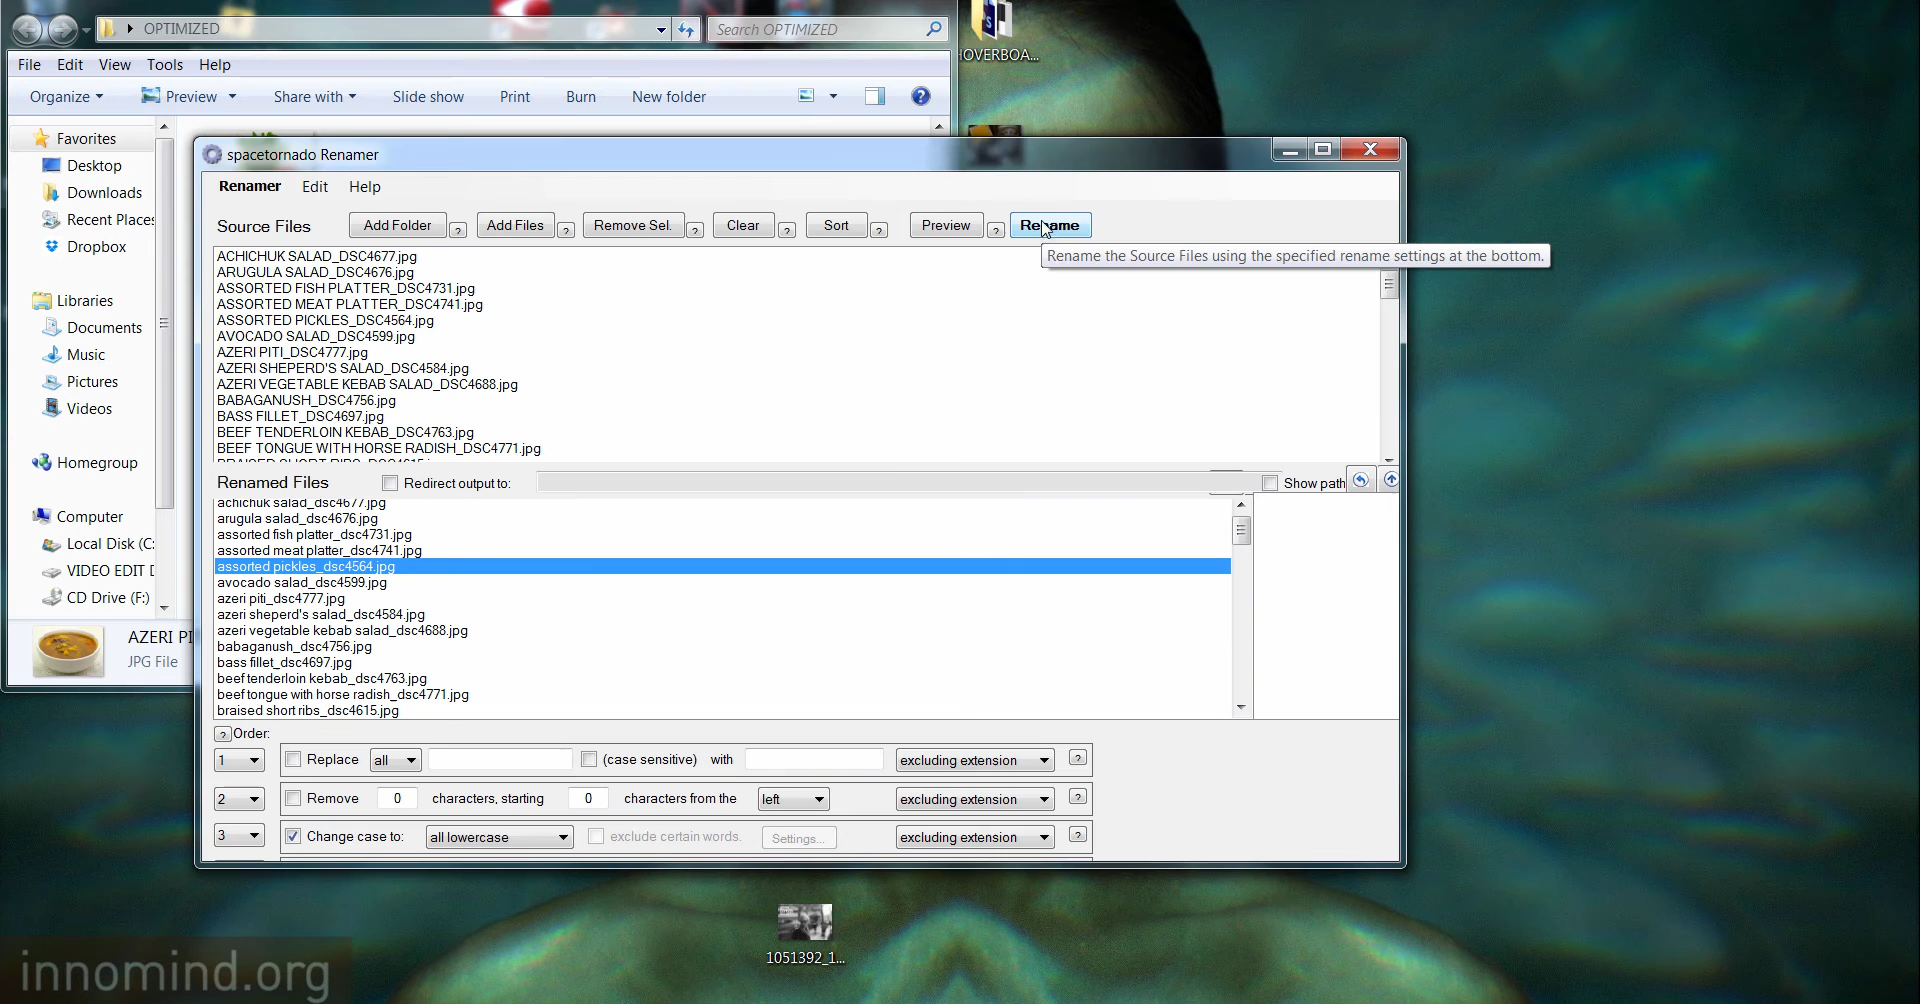 OPTIMIZED
Search OPTIMIZED
HOVERBOA...
File Edit View Tools Help
Organize Preview Share with Slide show Print Burn New folder
Favorites
Desktop
Downloads
Recent Places
Dropbox
Libraries
Documents
Music
Pictures
Videos
Homegroup
Computer
Local Disk (C:
VIDEO EDIT D
CD Drive (F:)
AZERI PI
JPG File
spacetornado Renamer
Renamer Edit Help
Source Files Add Folder ? Add Files ? Remove Sel. ? Clear ? Sort ? Preview ? Rename
Rename the Source Files using the specified rename settings at the bottom.
ACHICHUK SALAD_DSC4677.jpg
ARUGULA SALAD_DSC4676.jpg
ASSORTED FISH PLATTER_DSC4731.jpg
ASSORTED MEAT PLATTER_DSC4741.jpg
ASSORTED PICKLES_DSC4564.jpg
AVOCADO SALAD_DSC4599.jpg
AZERI PITI_DSC4777.jpg
AZERI SHEPERD'S SALAD_DSC4584.jpg
AZERI VEGETABLE KEBAB SALAD_DSC4688.jpg
BABAGANUSH_DSC4756.jpg
BASS FILLET_DSC4697.jpg
BEEF TENDERLOIN KEBAB_DSC4763.jpg
BEEF TONGUE WITH HORSE RADISH_DSC4771.jpg
BRAISED SHORT RIBS_DSC4615.jpg
Renamed Files Redirect output to: Show path
achichuk salad_dsc4677.jpg
arugula salad_dsc4676.jpg
assorted fish platter_dsc4731.jpg
assorted meat platter_dsc4741.jpg
assorted pickles_dsc4564.jpg
avocado salad_dsc4599.jpg
azeri piti_dsc4777.jpg
azeri sheperd's salad_dsc4584.jpg
azeri vegetable kebab salad_dsc4688.jpg
babaganush_dsc4756.jpg
bass fillet_dsc4697.jpg
beef tenderloin kebab_dsc4763.jpg
beef tongue with horse radish_dsc4771.jpg
braised short ribs_dsc4615.jpg
? Order:
1 Replace all (case sensitive) with excluding extension ?
2 Remove 0 characters, starting 0 characters from the left excluding extension ?
3 Change case to: all lowercase exclude certain words. Settings... excluding extension ?
1051392_1...
innomind.org